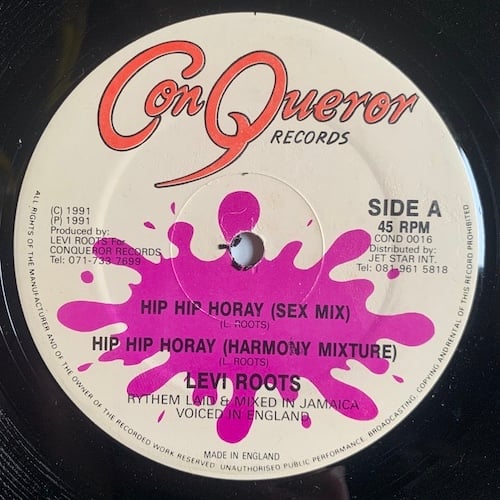 ConQueror
RECORDS
(C) 1991
(P) 1991
Produced by:
LEVI ROOTS For
CONQUEROR RECORDS
Tel: 071-733 7699
SIDE A
45 RPM
COND 0016
Distributed by:
JET STAR INT.
Tel: 081-961 5818
HIP HIP HORAY (SEX MIX)
(L. ROOTS)
HIP HIP HORAY (HARMONY MIXTURE)
(L. ROOTS)
LEVI ROOTS
RYTHEM LAID & MIXED IN JAMAICA
VOICED IN ENGLAND
MADE IN ENGLAND
ALL RIGHTS OF THE MANUFACTURER AND OF THE OWNER OF THE RECORDED WORK RESERVED. UNAUTHORISED PUBLIC PERFORMANCE, BROADCASTING, COPYING ANDRENTAL OF THIS RECORD PROHIBITED